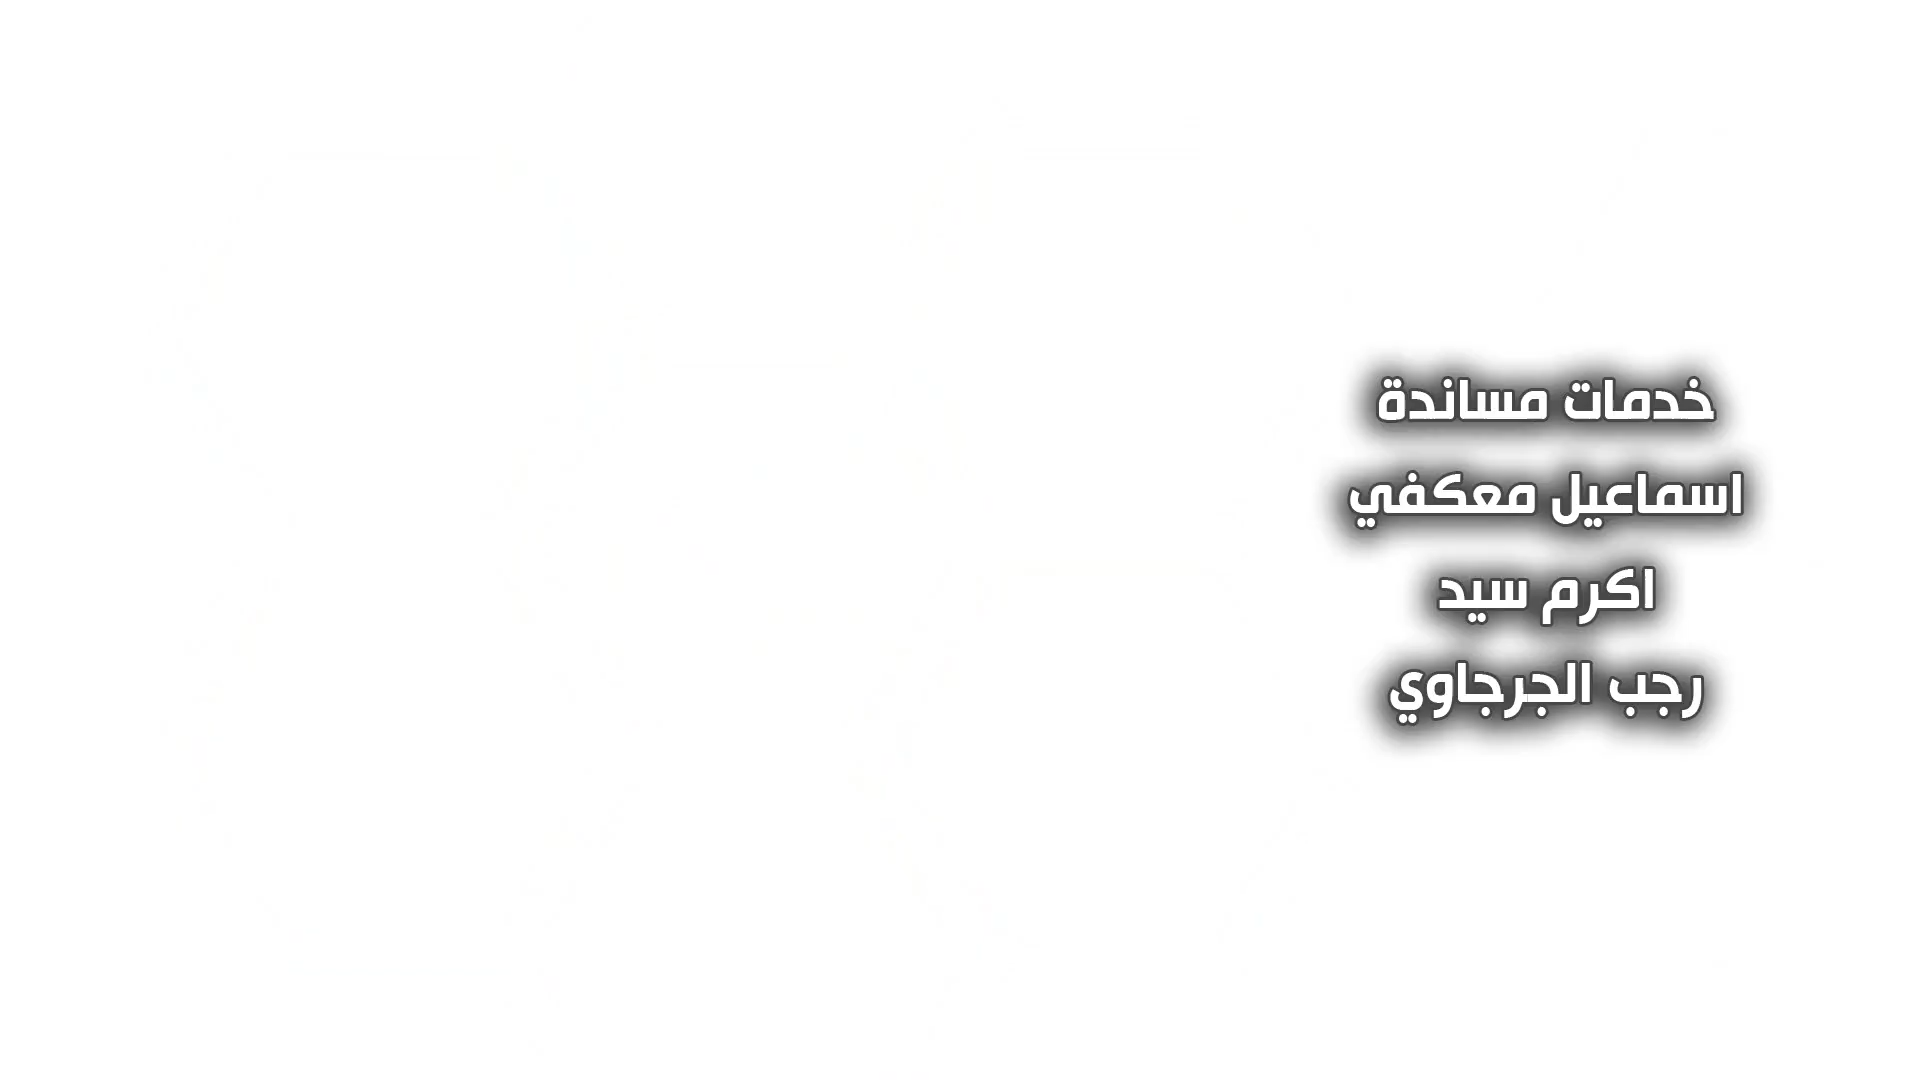 خدمات مساندة
اسماعيل معكفي
اكرم سيد
رجب الجرجاوي